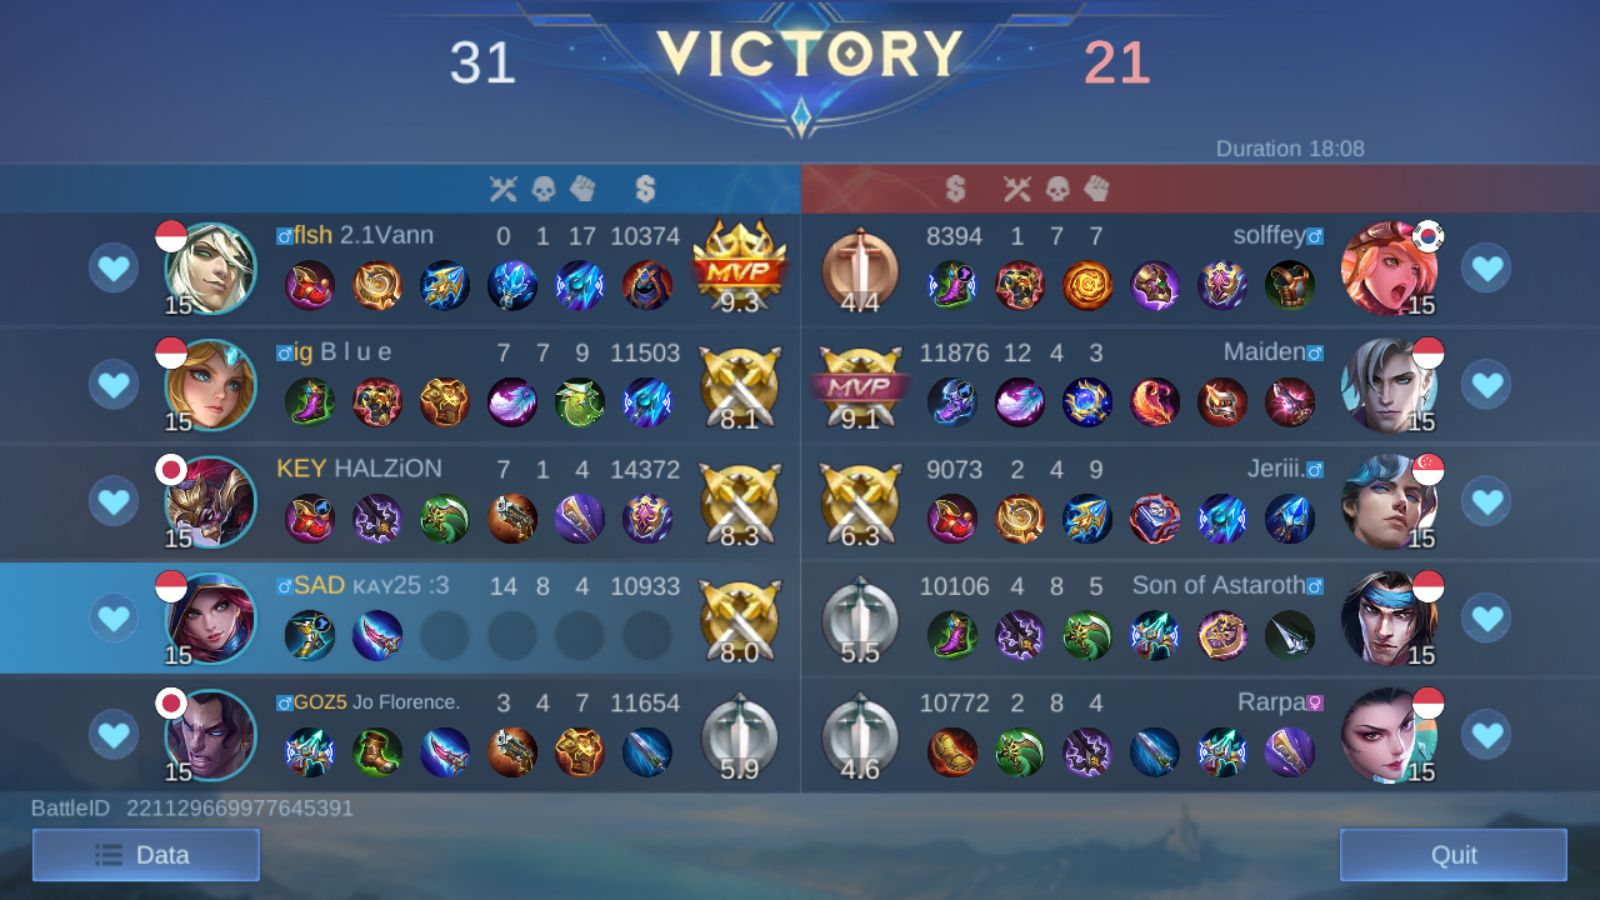 31 VICTORY 21
Duration 18:08
flsh 2.1Vann 0 1 17 10374 MVP 9.3 15
4.4 8394 1 7 7 solffey 15
ig B l u e 7 7 9 11503 8.1 15
MVP 9.1 11876 12 4 3 Maiden 15
KEY HALZiON 7 1 4 14372 8.3 15
6.3 9073 2 4 9 Jeriii. 15
SAD ᴋᴀʏ25 :3 14 8 4 10933 8.0 15
5.5 10106 4 8 5 Son of Astaroth 15
GOZ5 Jo Florence. 3 4 7 11654 5.9 15
4.6 10772 2 8 4 Rarpa 15
BattleID 221129669977645391
Data
Quit